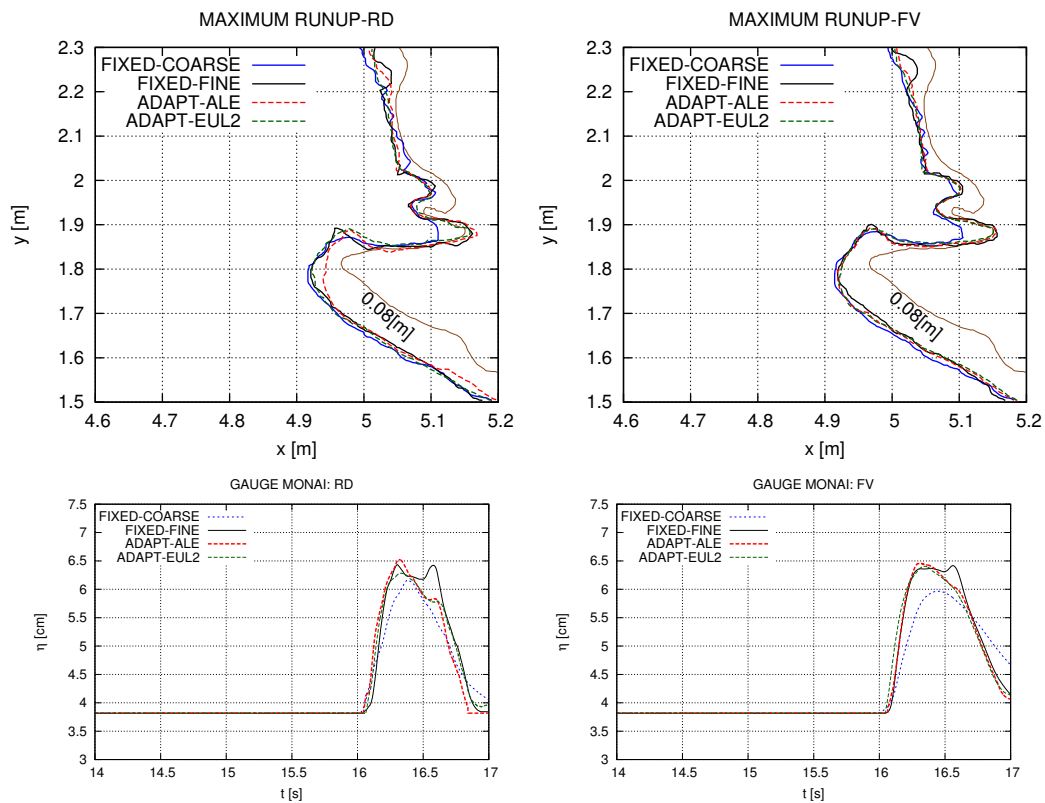 MAXIMUM RUNUP-RD
2.3
2.2
2.1
2
1.9
1.8
1.7
1.6
1.5
y [m]
FIXED-COARSE
FIXED-FINE
ADAPT-ALE
ADAPT-EUL2
0.08[m]
4.6 4.7 4.8 4.9 5 5.1 5.2
x [m]
MAXIMUM RUNUP-FV
2.3
2.2
2.1
2
1.9
1.8
1.7
1.6
1.5
y [m]
FIXED-COARSE
FIXED-FINE
ADAPT-ALE
ADAPT-EUL2
0.08[m]
4.6 4.7 4.8 4.9 5 5.1 5.2
x [m]
GAUGE MONAI: RD
7.5
7
6.5
6
5.5
5
4.5
4
3.5
3
η [cm]
FIXED-COARSE
FIXED-FINE
ADAPT-ALE
ADAPT-EUL2
14 14.5 15 15.5 16 16.5 17
t [s]
GAUGE MONAI: FV
7.5
7
6.5
6
5.5
5
4.5
4
3.5
3
η [cm]
FIXED-COARSE
FIXED-FINE
ADAPT-ALE
ADAPT-EUL2
14 14.5 15 15.5 16 16.5 17
t [s]